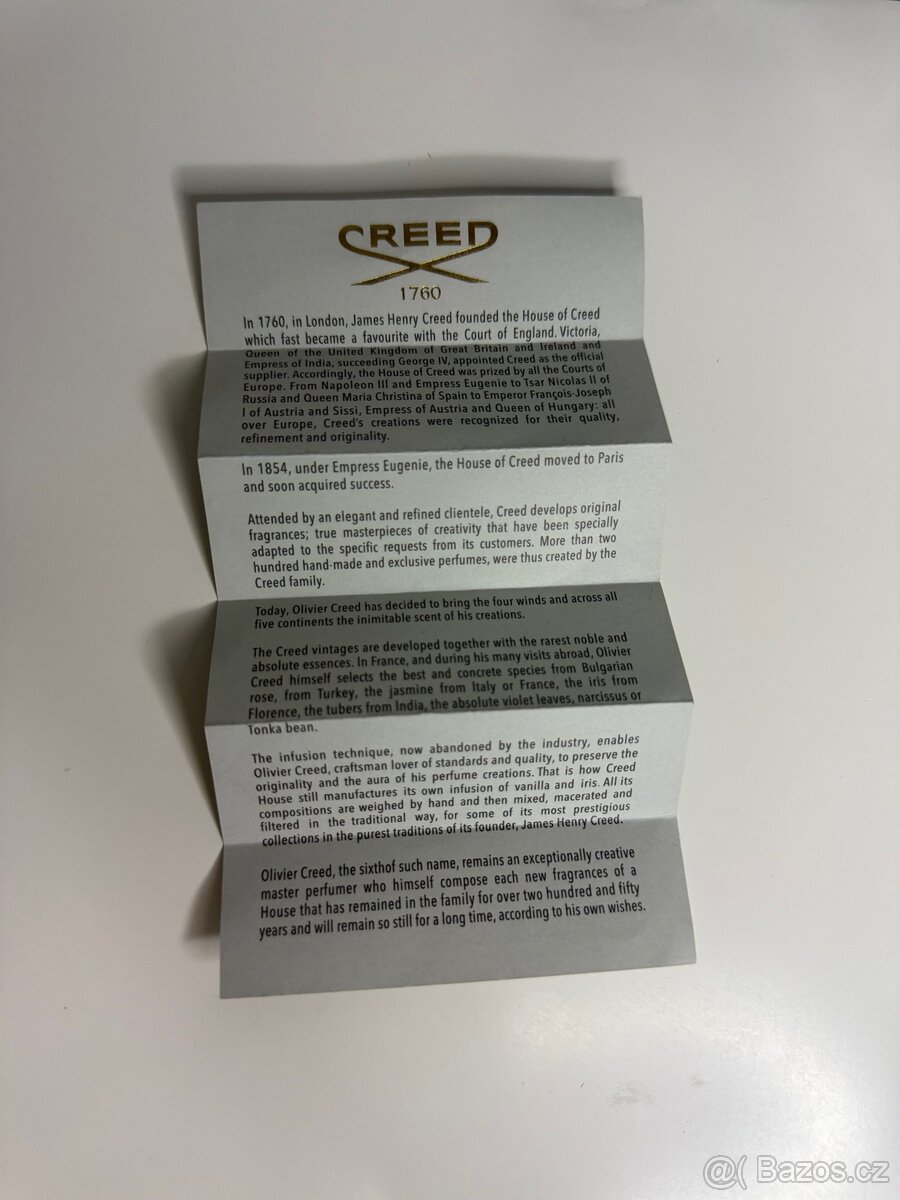 CREED
1760
In 1760, in London, James Henry Creed founded the House of Creed
which fast became a favourite with the Court of England. Victoria,
Queen of the United Kingdom of Great Britain and Ireland and
Empress of India, succeeding George IV, appointed Creed as the official
supplier. Accordingly, the House of Creed was prized by all the Courts of
Europe. From Napoleon III and Empress Eugenie to Tsar Nicolas II of
Russia and Queen Maria Christina of Spain to Emperor François-Joseph
I of Austria and Sissi, Empress of Austria and Queen of Hungary: all
over Europe, Creed's creations were recognized for their quality,
refinement and originality.
In 1854, under Empress Eugenie, the House of Creed moved to Paris
and soon acquired success.
Attended by an elegant and refined clientele, Creed develops original
fragrances; true masterpieces of creativity that have been specially
adapted to the specific requests from its customers. More than two
hundred hand-made and exclusive perfumes, were thus created by the
Creed family.
Today, Olivier Creed has decided to bring the four winds and across all
five continents the inimitable scent of his creations.
The Creed vintages are developed together with the rarest noble and
absolute essences. In France, and during his many visits abroad, Olivier
Creed himself selects the best and concrete species from Bulgarian
rose, from Turkey, the jasmine from Italy or France, the iris from
Florence, the tubers from India, the absolute violet leaves, narcissus or
Tonka bean.
The infusion technique, now abandoned by the industry, enables
Olivier Creed, craftsman lover of standards and quality, to preserve the
originality and the aura of his perfume creations. That is how Creed
House still manufactures its own infusion of vanilla and iris. All its
compositions are weighed by hand and then mixed, macerated and
filtered in the traditional way, for some of its most prestigious
collections in the purest traditions of its founder, James Henry Creed.
Olivier Creed, the sixthof such name, remains an exceptionally creative
master perfumer who himself compose each new fragrances of a
House that has remained in the family for over two hundred and fifty
years and will remain so still for a long time, according to his own wishes.
@( Bazos.cz